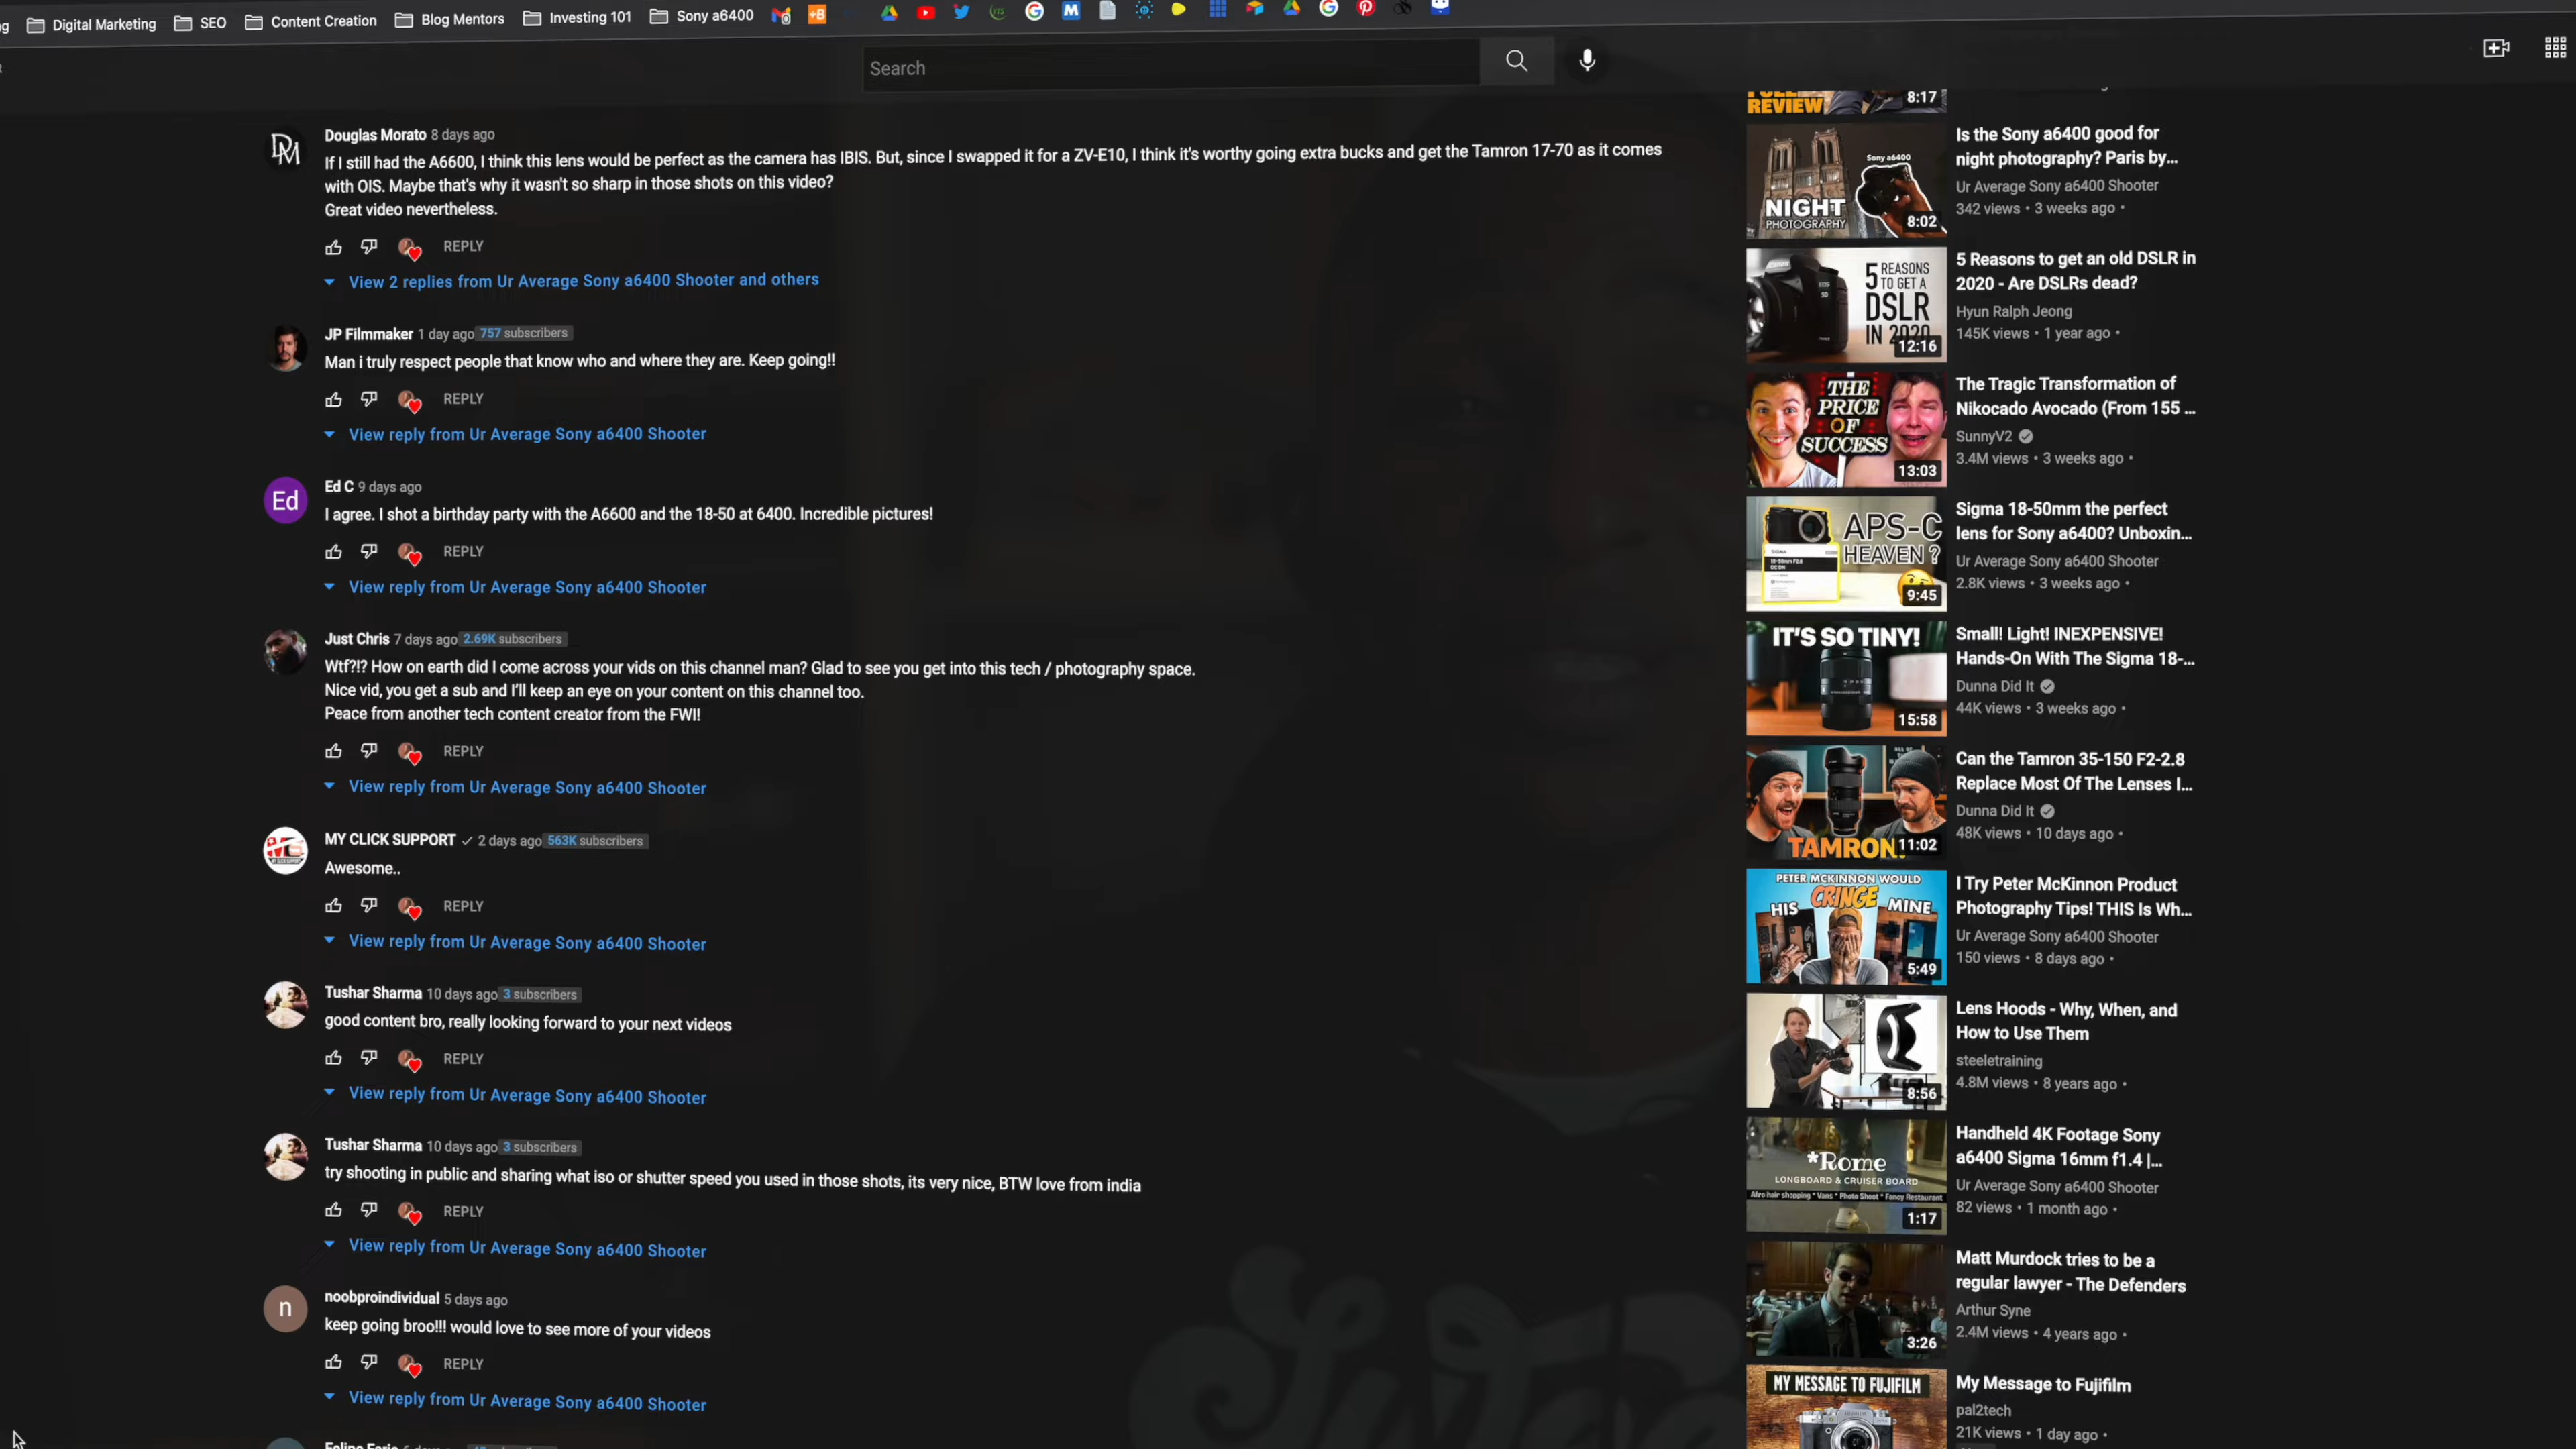 Digital Marketing
SEO
Content Creation
Blog Mentors
Investing 101
Sony a6400
Search
Douglas Morato 8 days ago
If I still had the A6600, I think this lens would be perfect as the camera has IBIS. But, since I swapped it for a ZV-E10, I think it's worthy going extra bucks and get the Tamron 17-70 as it comes
with OIS. Maybe that's why it wasn't so sharp in those shots on this video?
Great video nevertheless.
REPLY
View 2 replies from Ur Average Sony a6400 Shooter and others
JP Filmmaker 1 day ago 757 subscribers
Man i truly respect people that know who and where they are. Keep going!!
REPLY
View reply from Ur Average Sony a6400 Shooter
Ed
Ed C 9 days ago
I agree. I shot a birthday party with the A6600 and the 18-50 at 6400. Incredible pictures!
REPLY
View reply from Ur Average Sony a6400 Shooter
Just Chris 7 days ago 2.69K subscribers
Wtf?!? How on earth did I come across your vids on this channel man? Glad to see you get into this tech / photography space.
Nice vid, you get a sub and I'll keep an eye on your content on this channel too.
Peace from another tech content creator from the FWI!
REPLY
View reply from Ur Average Sony a6400 Shooter
MY CLICK SUPPORT 2 days ago 563K subscribers
Awesome..
REPLY
View reply from Ur Average Sony a6400 Shooter
Tushar Sharma 10 days ago 3 subscribers
good content bro, really looking forward to your next videos
REPLY
View reply from Ur Average Sony a6400 Shooter
Tushar Sharma 10 days ago 3 subscribers
try shooting in public and sharing what iso or shutter speed you used in those shots, its very nice, BTW love from india
REPLY
View reply from Ur Average Sony a6400 Shooter
n
noobproindividual 5 days ago
keep going broo!!! would love to see more of your videos
REPLY
View reply from Ur Average Sony a6400 Shooter
REVIEW
8:17
Sony a6400
NIGHT
PHOTOGRAPHY
8:02
Is the Sony a6400 good for
night photography? Paris by...
Ur Average Sony a6400 Shooter
342 views • 3 weeks ago •
5 REASONS
TO GET A
DSLR
IN 2020
12:16
5 Reasons to get an old DSLR in
2020 - Are DSLRs dead?
Hyun Ralph Jeong
145K views • 1 year ago •
THE
PRICE
OF
SUCCESS
13:03
The Tragic Transformation of
Nikocado Avocado (From 155 ...
SunnyV2
3.4M views • 3 weeks ago •
APS-C
HEAVEN ?
9:45
Sigma 18-50mm the perfect
lens for Sony a6400? Unboxin...
Ur Average Sony a6400 Shooter
2.8K views • 3 weeks ago •
IT'S SO TINY!
15:58
Small! Light! INEXPENSIVE!
Hands-On With The Sigma 18-...
Dunna Did It
44K views • 3 weeks ago •
TAMRON
11:02
Can the Tamron 35-150 F2-2.8
Replace Most Of The Lenses I...
Dunna Did It
48K views • 10 days ago •
PETER MCKINNON WOULD
CRINGE
HIS
MINE
5:49
I Try Peter McKinnon Product
Photography Tips! THIS Is Wh...
Ur Average Sony a6400 Shooter
150 views • 8 days ago •
8:56
Lens Hoods - Why, When, and
How to Use Them
steeletraining
4.8M views • 8 years ago •
*Rome
LONGBOARD & CRUISER BOARD
Afro hair shopping * Vans * Photo Shoot * Fancy Restaurant
1:17
Handheld 4K Footage Sony
a6400 Sigma 16mm f1.4 |...
Ur Average Sony a6400 Shooter
82 views • 1 month ago •
3:26
Matt Murdock tries to be a
regular lawyer - The Defenders
Arthur Syne
2.4M views • 4 years ago •
MY MESSAGE TO FUJIFILM
My Message to Fujifilm
pal2tech
21K views • 1 day ago •